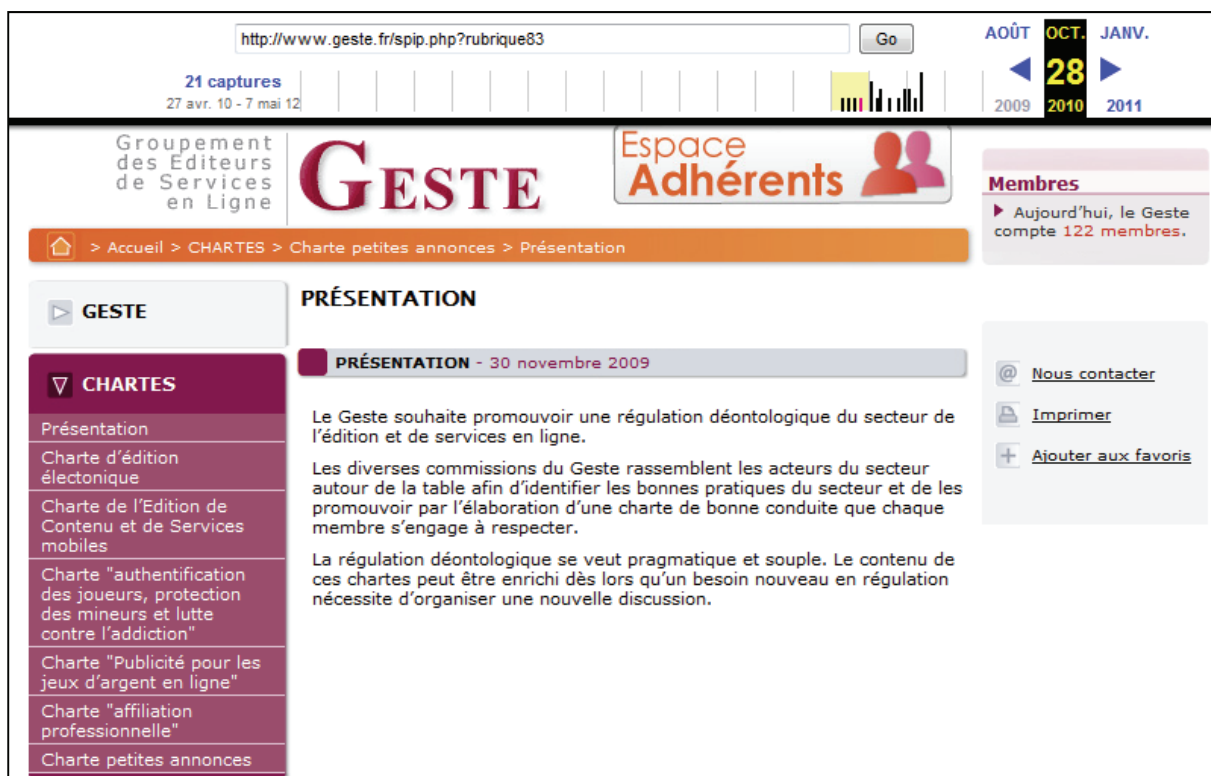 http://www.geste.fr/spip.php?rubrique83
Go
21 captures
27 avr. 10 - 7 mai 12
AOÛT OCT. JANV.
28
2009 2010 2011
Groupement
des Editeurs
de Services
en Ligne
GESTE
Espace
Adhérents
Membres
Aujourd'hui, le Geste
compte 122 membres.
> Accueil > CHARTES > Charte petites annonces > Présentation
GESTE
CHARTES
Présentation
Charte d'édition
électonique
Charte de l'Edition de
Contenu et de Services
mobiles
Charte "authentification
des joueurs, protection
des mineurs et lutte
contre l'addiction"
Charte "Publicité pour les
jeux d'argent en ligne"
Charte "affiliation
professionnelle"
Charte petites annonces
PRÉSENTATION
PRÉSENTATION - 30 novembre 2009
Le Geste souhaite promouvoir une régulation déontologique du secteur de
l'édition et de services en ligne.
Les diverses commissions du Geste rassemblent les acteurs du secteur
autour de la table afin d'identifier les bonnes pratiques du secteur et de les
promouvoir par l'élaboration d'une charte de bonne conduite que chaque
membre s'engage à respecter.
La régulation déontologique se veut pragmatique et souple. Le contenu de
ces chartes peut être enrichi dès lors qu'un besoin nouveau en régulation
nécessite d'organiser une nouvelle discussion.
@ Nous contacter
Imprimer
+ Ajouter aux favoris